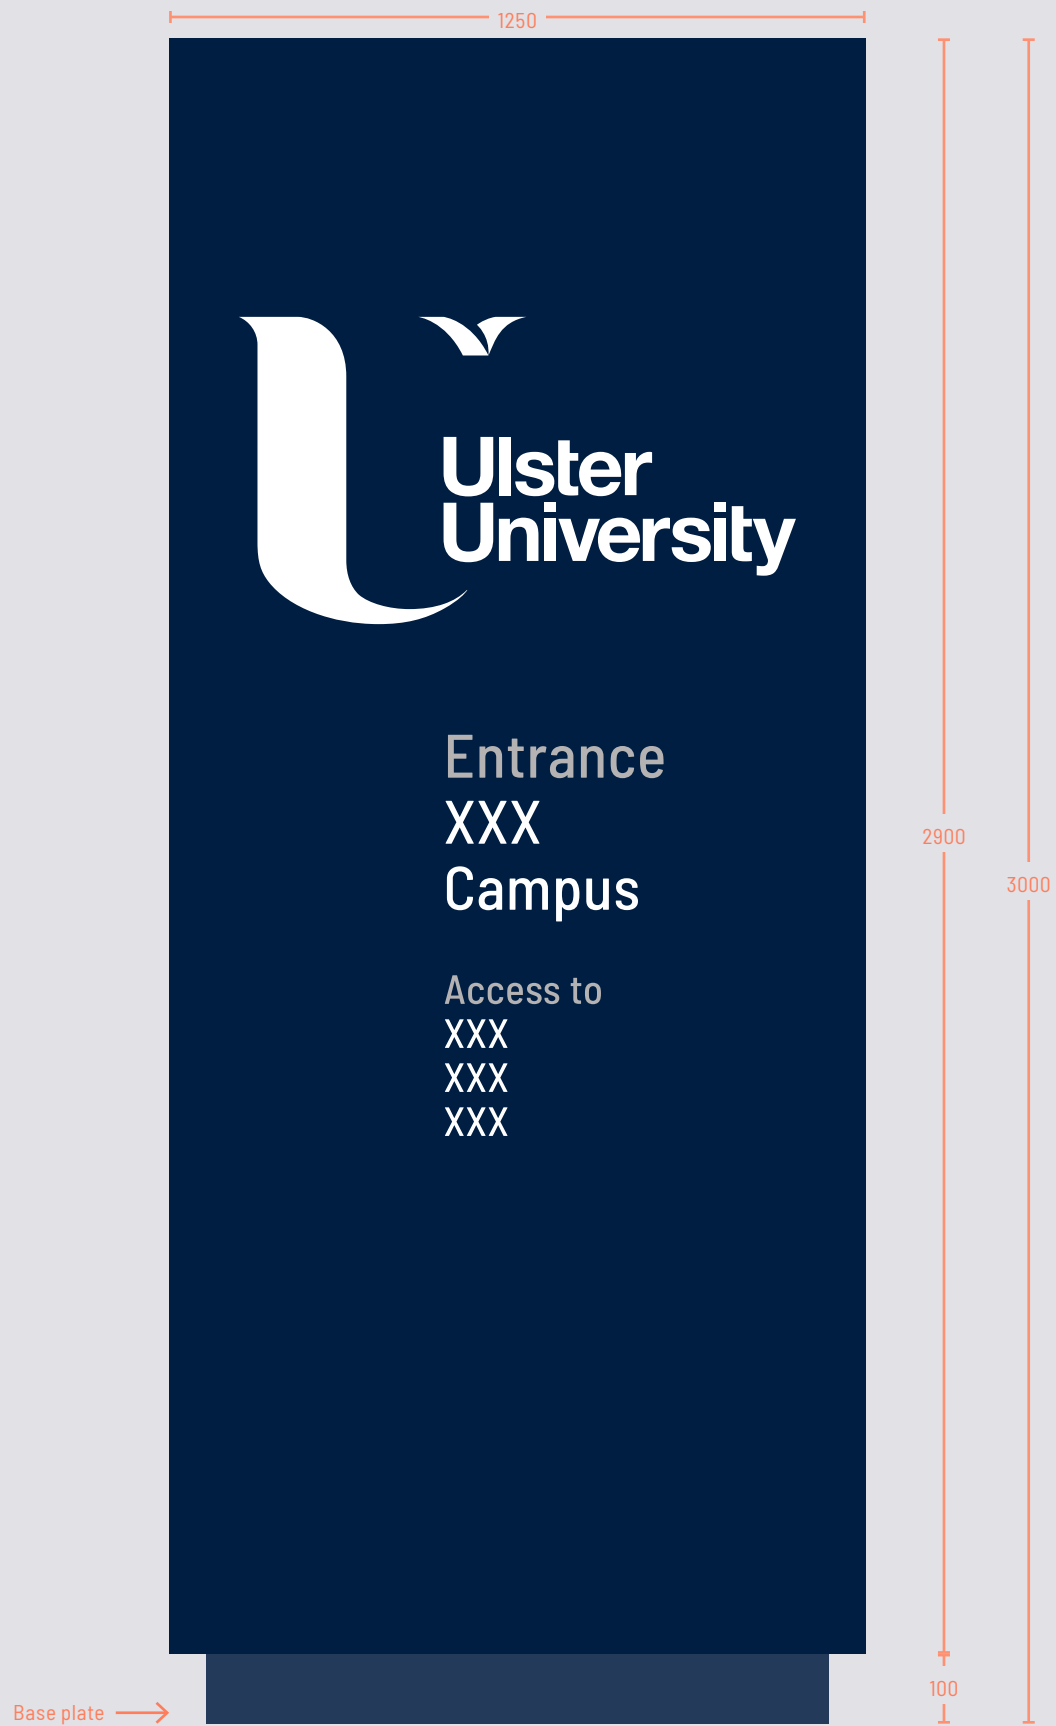 1250
Ulster
University
Entrance
XXX
Campus
2900
3000
Access to
XXX
XXX
XXX
100
Base plate